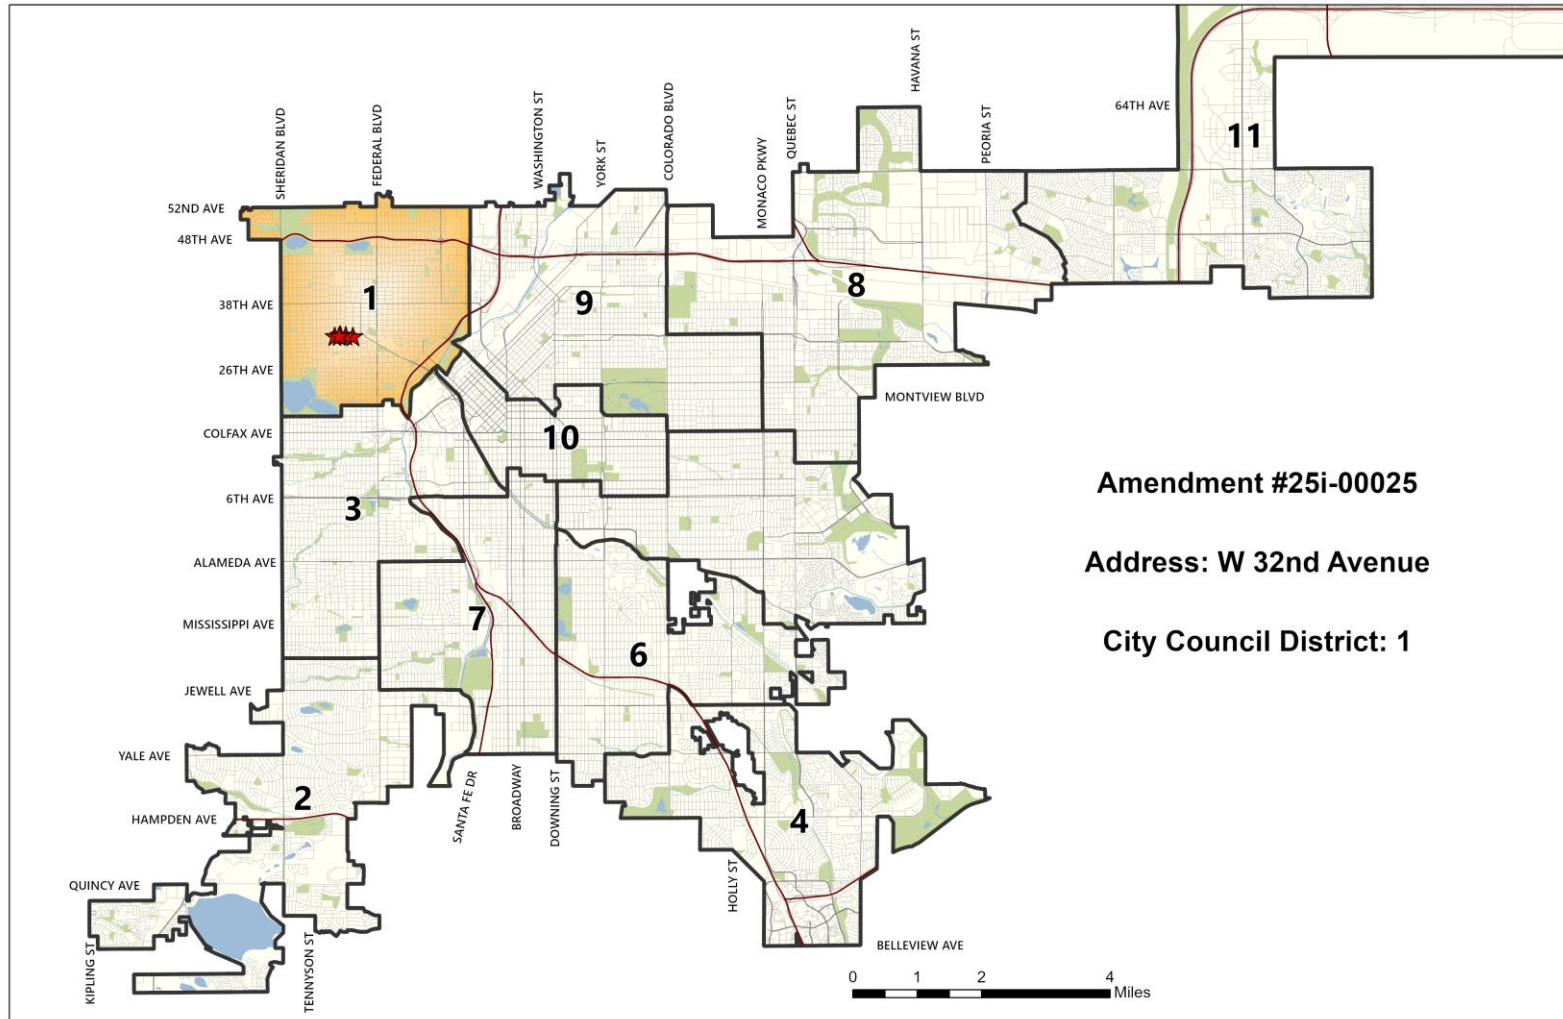 HAVANA ST
64TH AVE
11
SHERIDAN BLVD
FEDERAL BLVD
WASHINGTON ST
YORK ST
COLORADO BLVD
MONACO PKWY
QUEBEC ST
PEORIA ST
52ND AVE
48TH AVE
1
9
8
38TH AVE
26TH AVE
MONTVIEW BLVD
COLFAX AVE
10
6TH AVE
3
Amendment #25i-00025
ALAMEDA AVE
Address: W 32nd Avenue
MISSISSIPPI AVE
7
6
City Council District: 1
JEWELL AVE
YALE AVE
2
HAMPDEN AVE
SANTA FE DR
BROADWAY
DOWNING ST
4
QUINCY AVE
HOLLY ST
KIPLING ST
TENNYSON ST
BELLEVIEW AVE
0 1 2 4
Miles